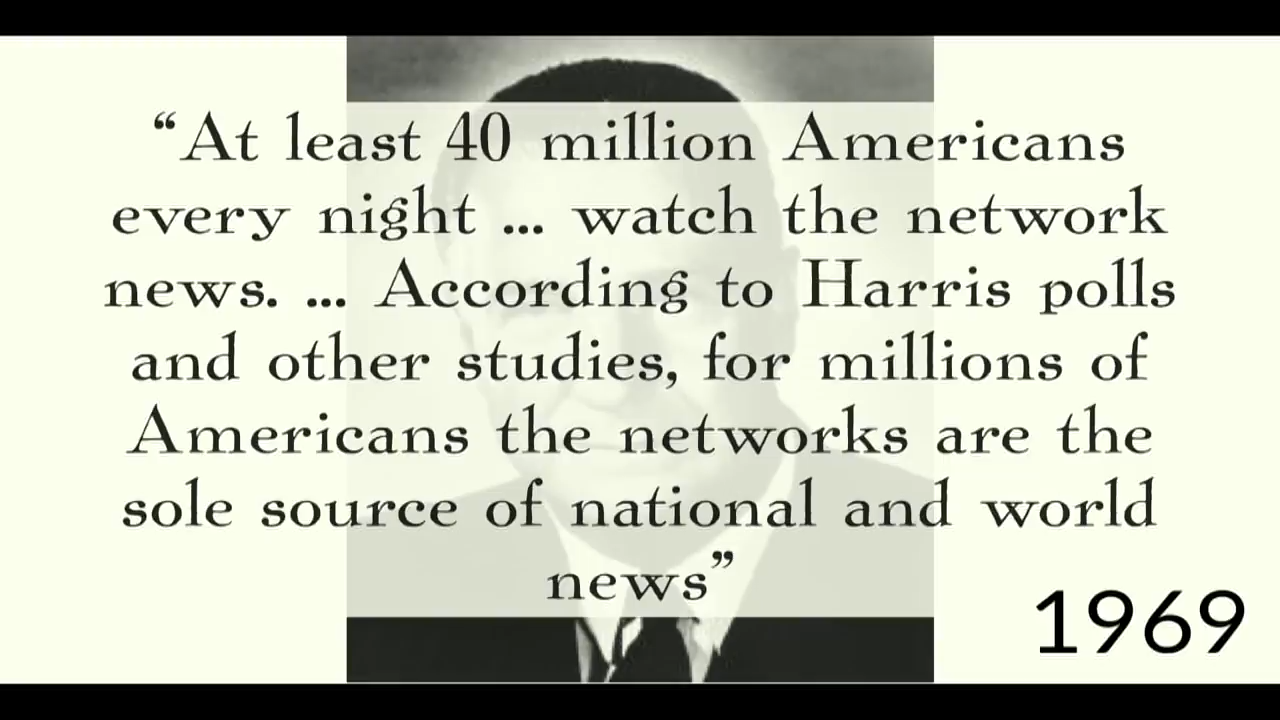 “At least 40 million Americans
every night ... watch the network
news. ... According to Harris polls
and other studies, for millions of
Americans the networks are the
sole source of national and world
news”
1969